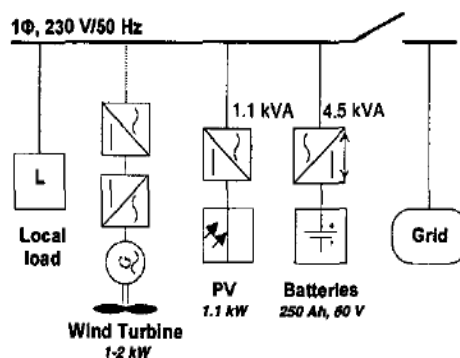 1Φ, 230 V/50 Hz
1.1 kVA
4.5 kVA
L
Local
load
G
Wind Turbine
1-2 kW
PV
1.1 kW
Batteries
250 Ah, 60 V
Grid